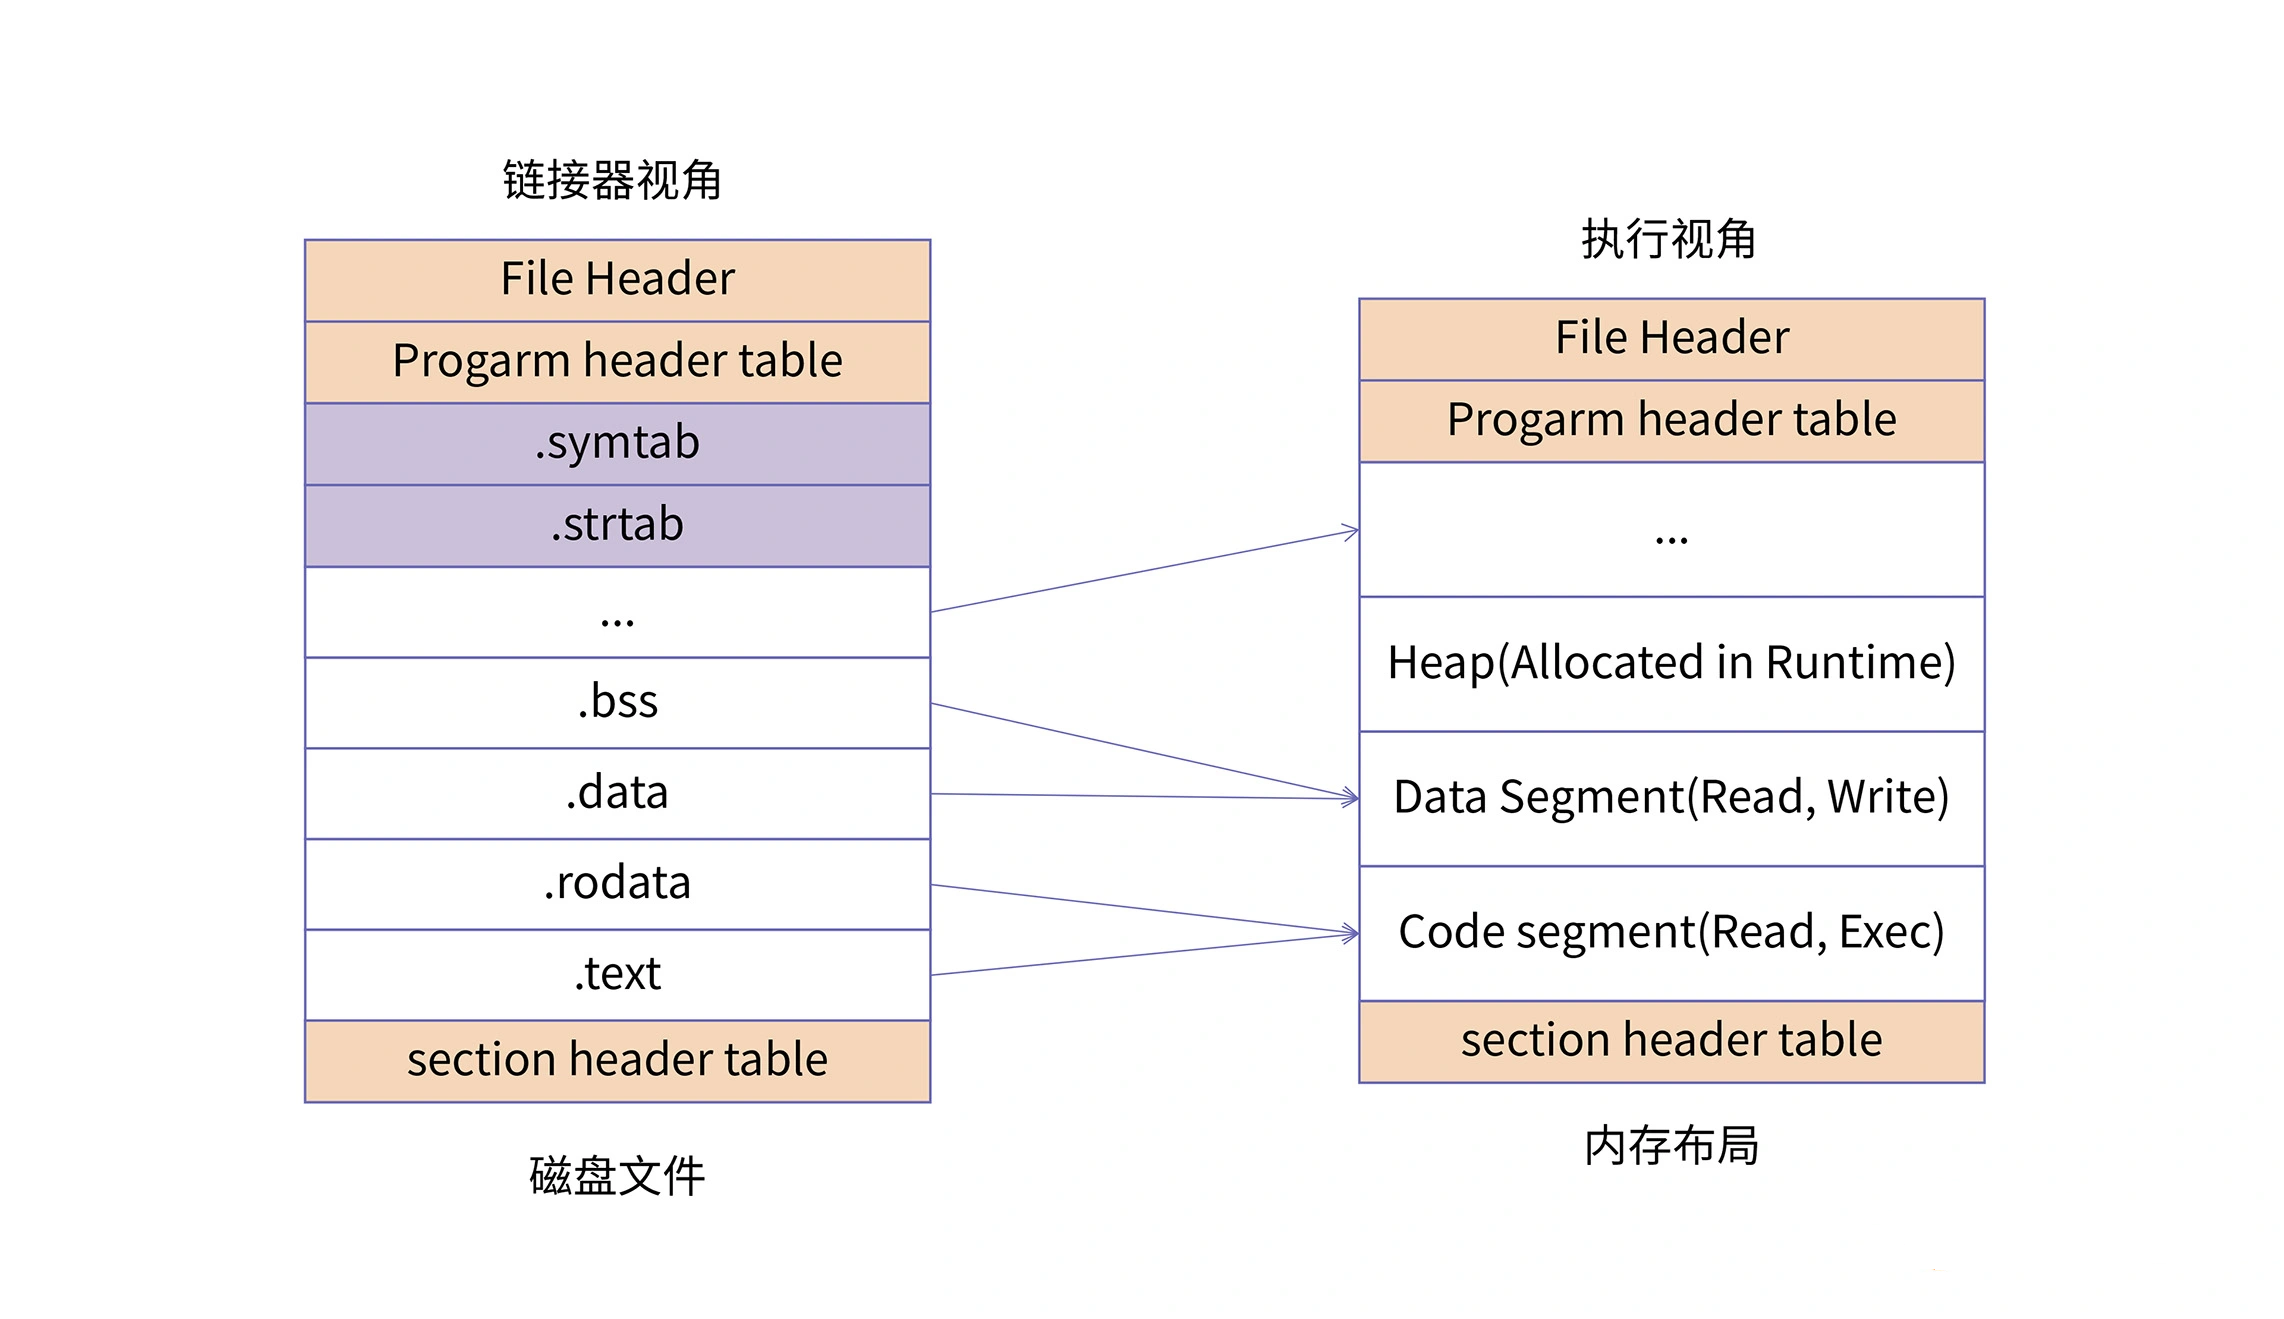 链接器视角
File Header
Progarm header table
.symtab
.strtab
...
.bss
.data
.rodata
.text
section header table
磁盘文件
执行视角
File Header
Progarm header table
...
Heap(Allocated in Runtime)
Data Segment(Read, Write)
Code segment(Read, Exec)
section header table
内存布局